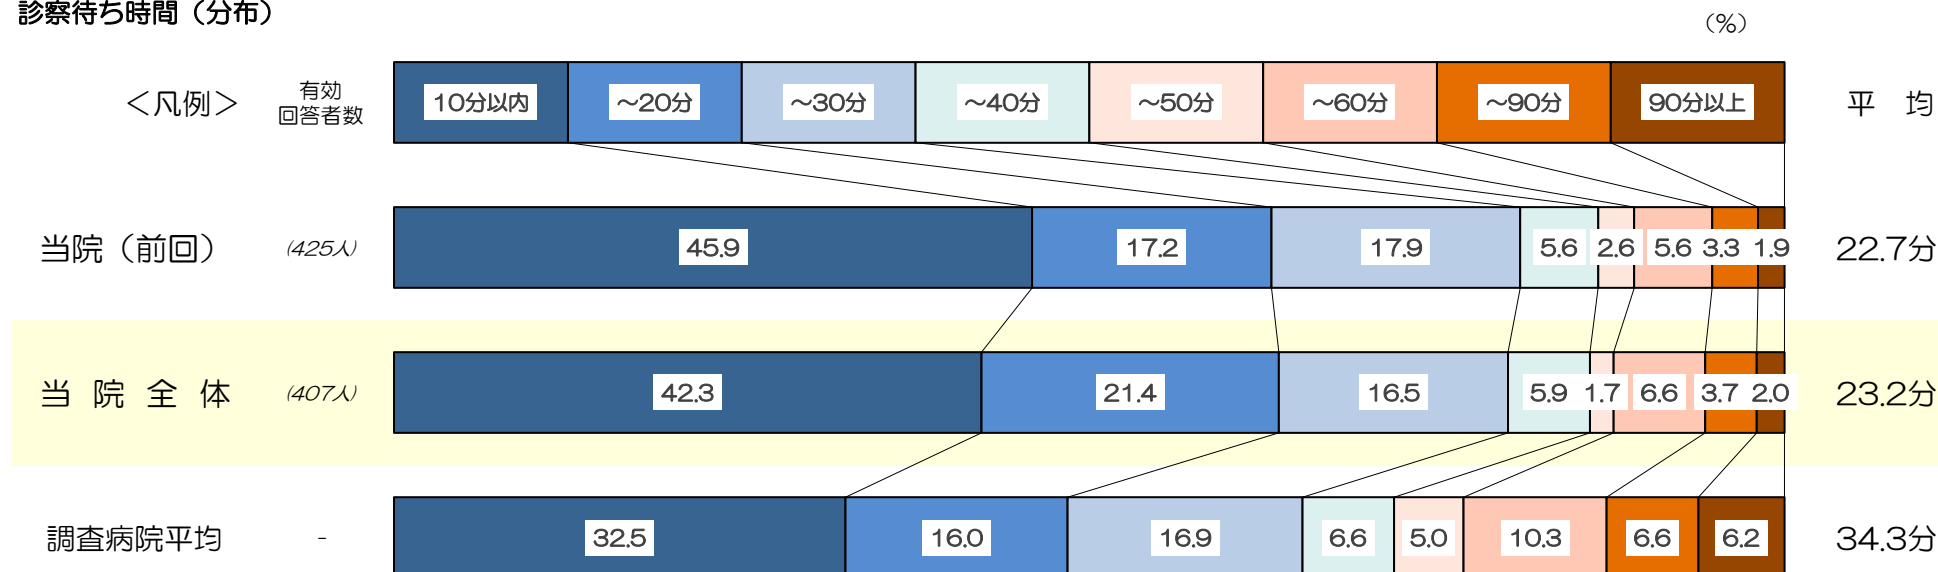 診察待ち時間（分布）
（%）
＜凡例＞ 有効回答者数 10分以内 ～20分 ～30分 ～40分 ～50分 ～60分 ～90分 90分以上 平 均
当院（前回） (425人) 45.9 17.2 17.9 5.6 2.6 5.6 3.3 1.9 22.7分
当 院 全 体 (407人) 42.3 21.4 16.5 5.9 1.7 6.6 3.7 2.0 23.2分
調査病院平均 - 32.5 16.0 16.9 6.6 5.0 10.3 6.6 6.2 34.3分